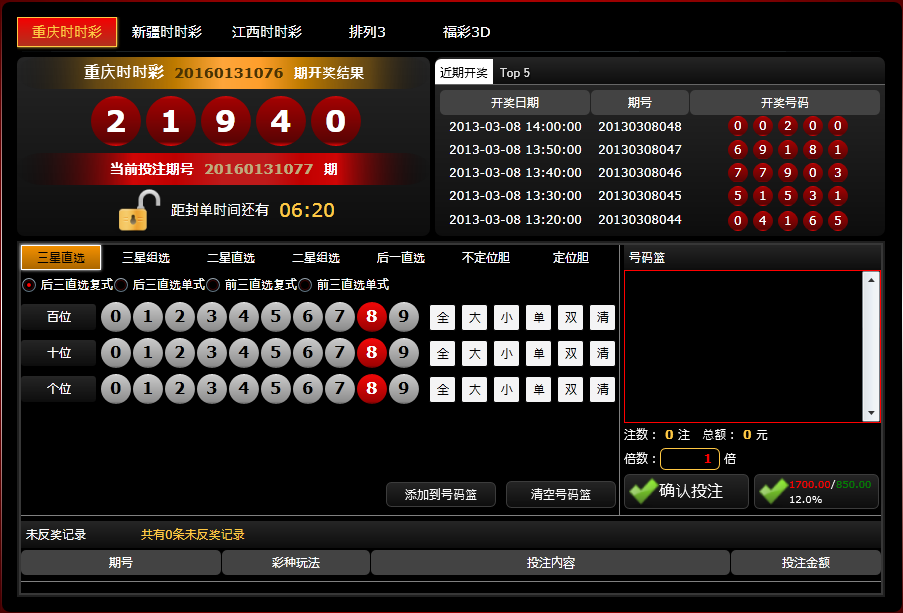 重庆时时彩 新疆时时彩 江西时时彩 排列3 福彩3D
重庆时时彩 20160131076 期开奖结果
2 1 9 4 0
当前投注期号 20160131077 期
距封单时间还有 06:20
近期开奖 Top 5
开奖日期 期号 开奖号码
2013-03-08 14:00:00 20130308048 0 0 2 0 0
2013-03-08 13:50:00 20130308047 6 9 1 8 1
2013-03-08 13:40:00 20130308046 7 7 9 0 3
2013-03-08 13:30:00 20130308045 5 1 5 3 1
2013-03-08 13:20:00 20130308044 0 4 1 6 5
三星直选 三星组选 二星直选 二星组选 后一直选 不定位胆 定位胆
后三直选复式 后三直选单式 前三直选复式 前三直选单式
百位 0 1 2 3 4 5 6 7 8 9 全 大 小 单 双 清
十位 0 1 2 3 4 5 6 7 8 9 全 大 小 单 双 清
个位 0 1 2 3 4 5 6 7 8 9 全 大 小 单 双 清
添加到号码篮 清空号码篮
号码篮
注数： 0 注 总额： 0 元
倍数： 1 倍
确认投注
1700.00/850.00
12.0%
未反奖记录 共有0条未反奖记录
期号 彩种玩法 投注内容 投注金额